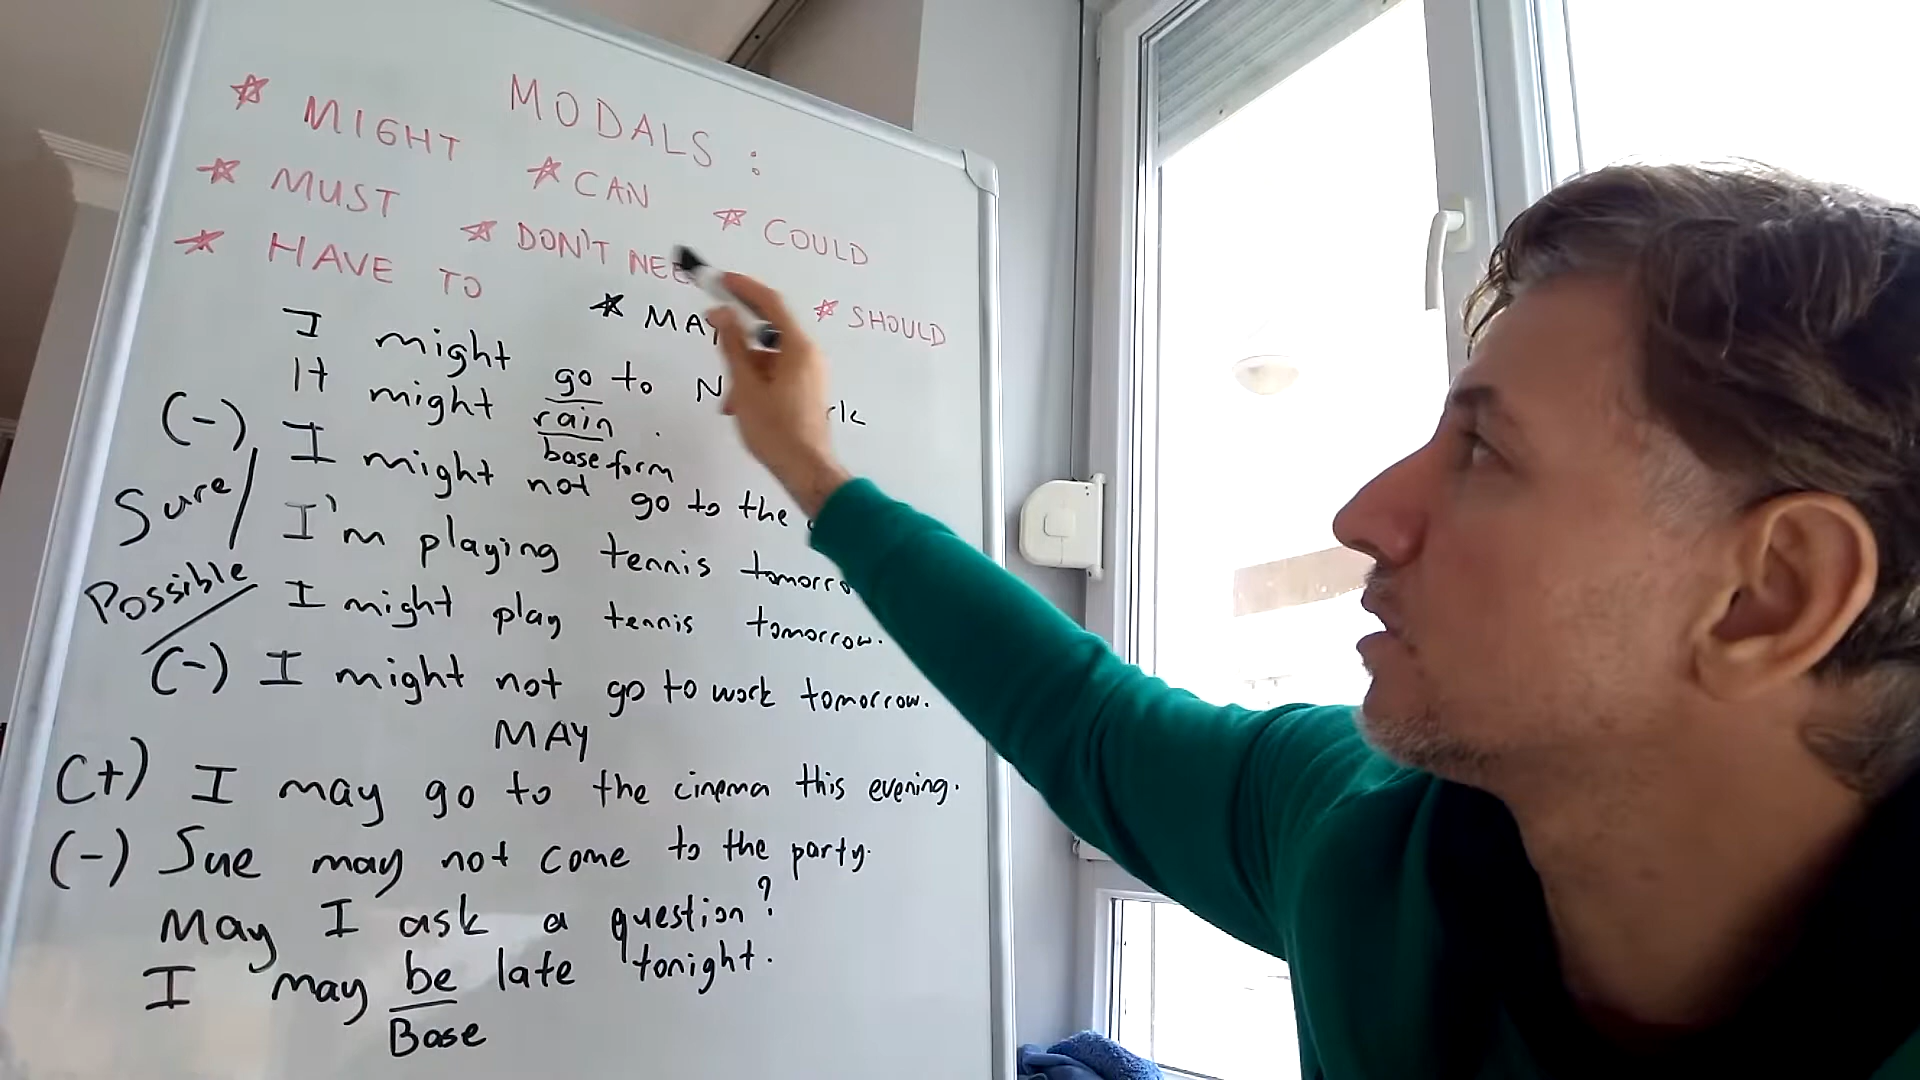 MODALS :
☆ MIGHT ☆ CAN ☆ COULD
☆ MUST ☆ DON'T
☆ HAVE TO ☆ MAY ☆ SHOULD
I might go to
It might rain.
base form
(-) I might not go to the
Sure/ I'm playing tennis
Possible/ I might play tennis tomorrow.
(-) I might not go to work tomorrow.
MAY
(+) I may go to the cinema this evening.
(-) Sue may not come to the party.
May I ask a question?
I may be late tonight.
Base